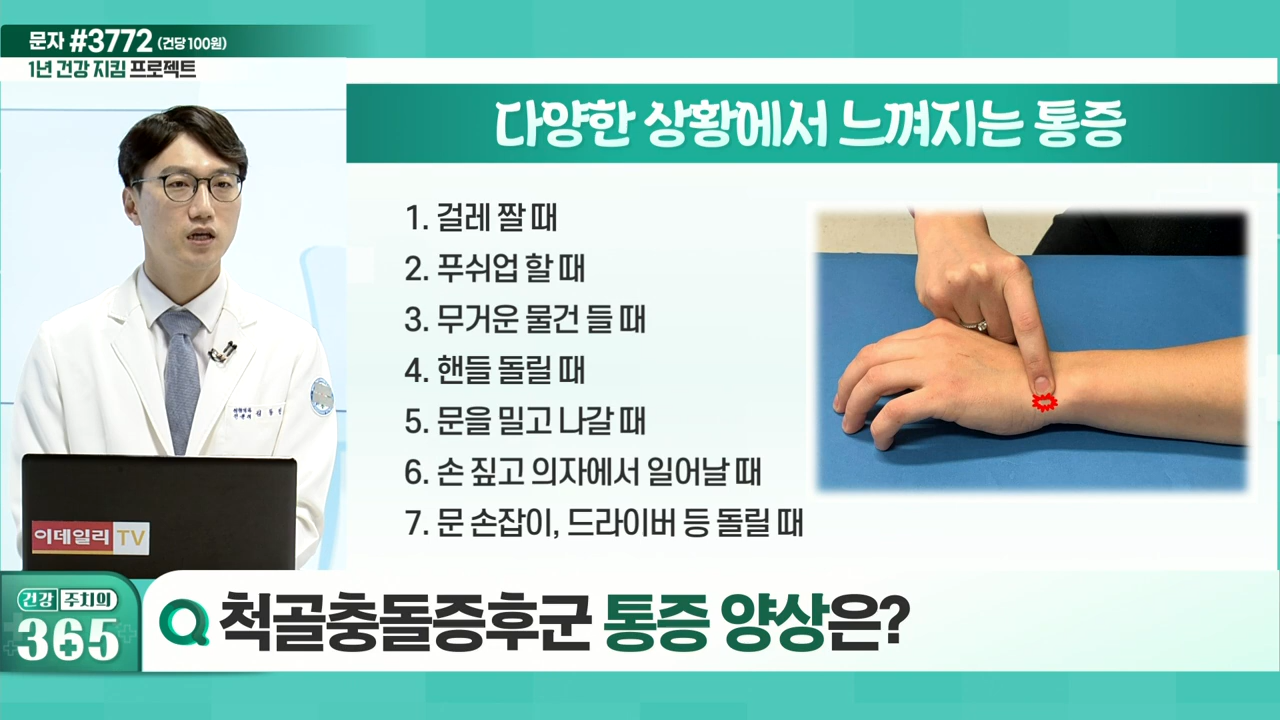 문자 #3772 (건당 100원)
1년 건강 지킴 프로젝트
다양한 상황에서 느껴지는 통증
1. 걸레 짤 때
2. 푸쉬업 할 때
3. 무거운 물건 들 때
4. 핸들 돌릴 때
5. 문을 밀고 나갈 때
6. 손 짚고 의자에서 일어날 때
7. 문 손잡이, 드라이버 등 돌릴 때
이데일리 TV
건강 주치의
365
Q 척골충돌증후군 통증 양상은?